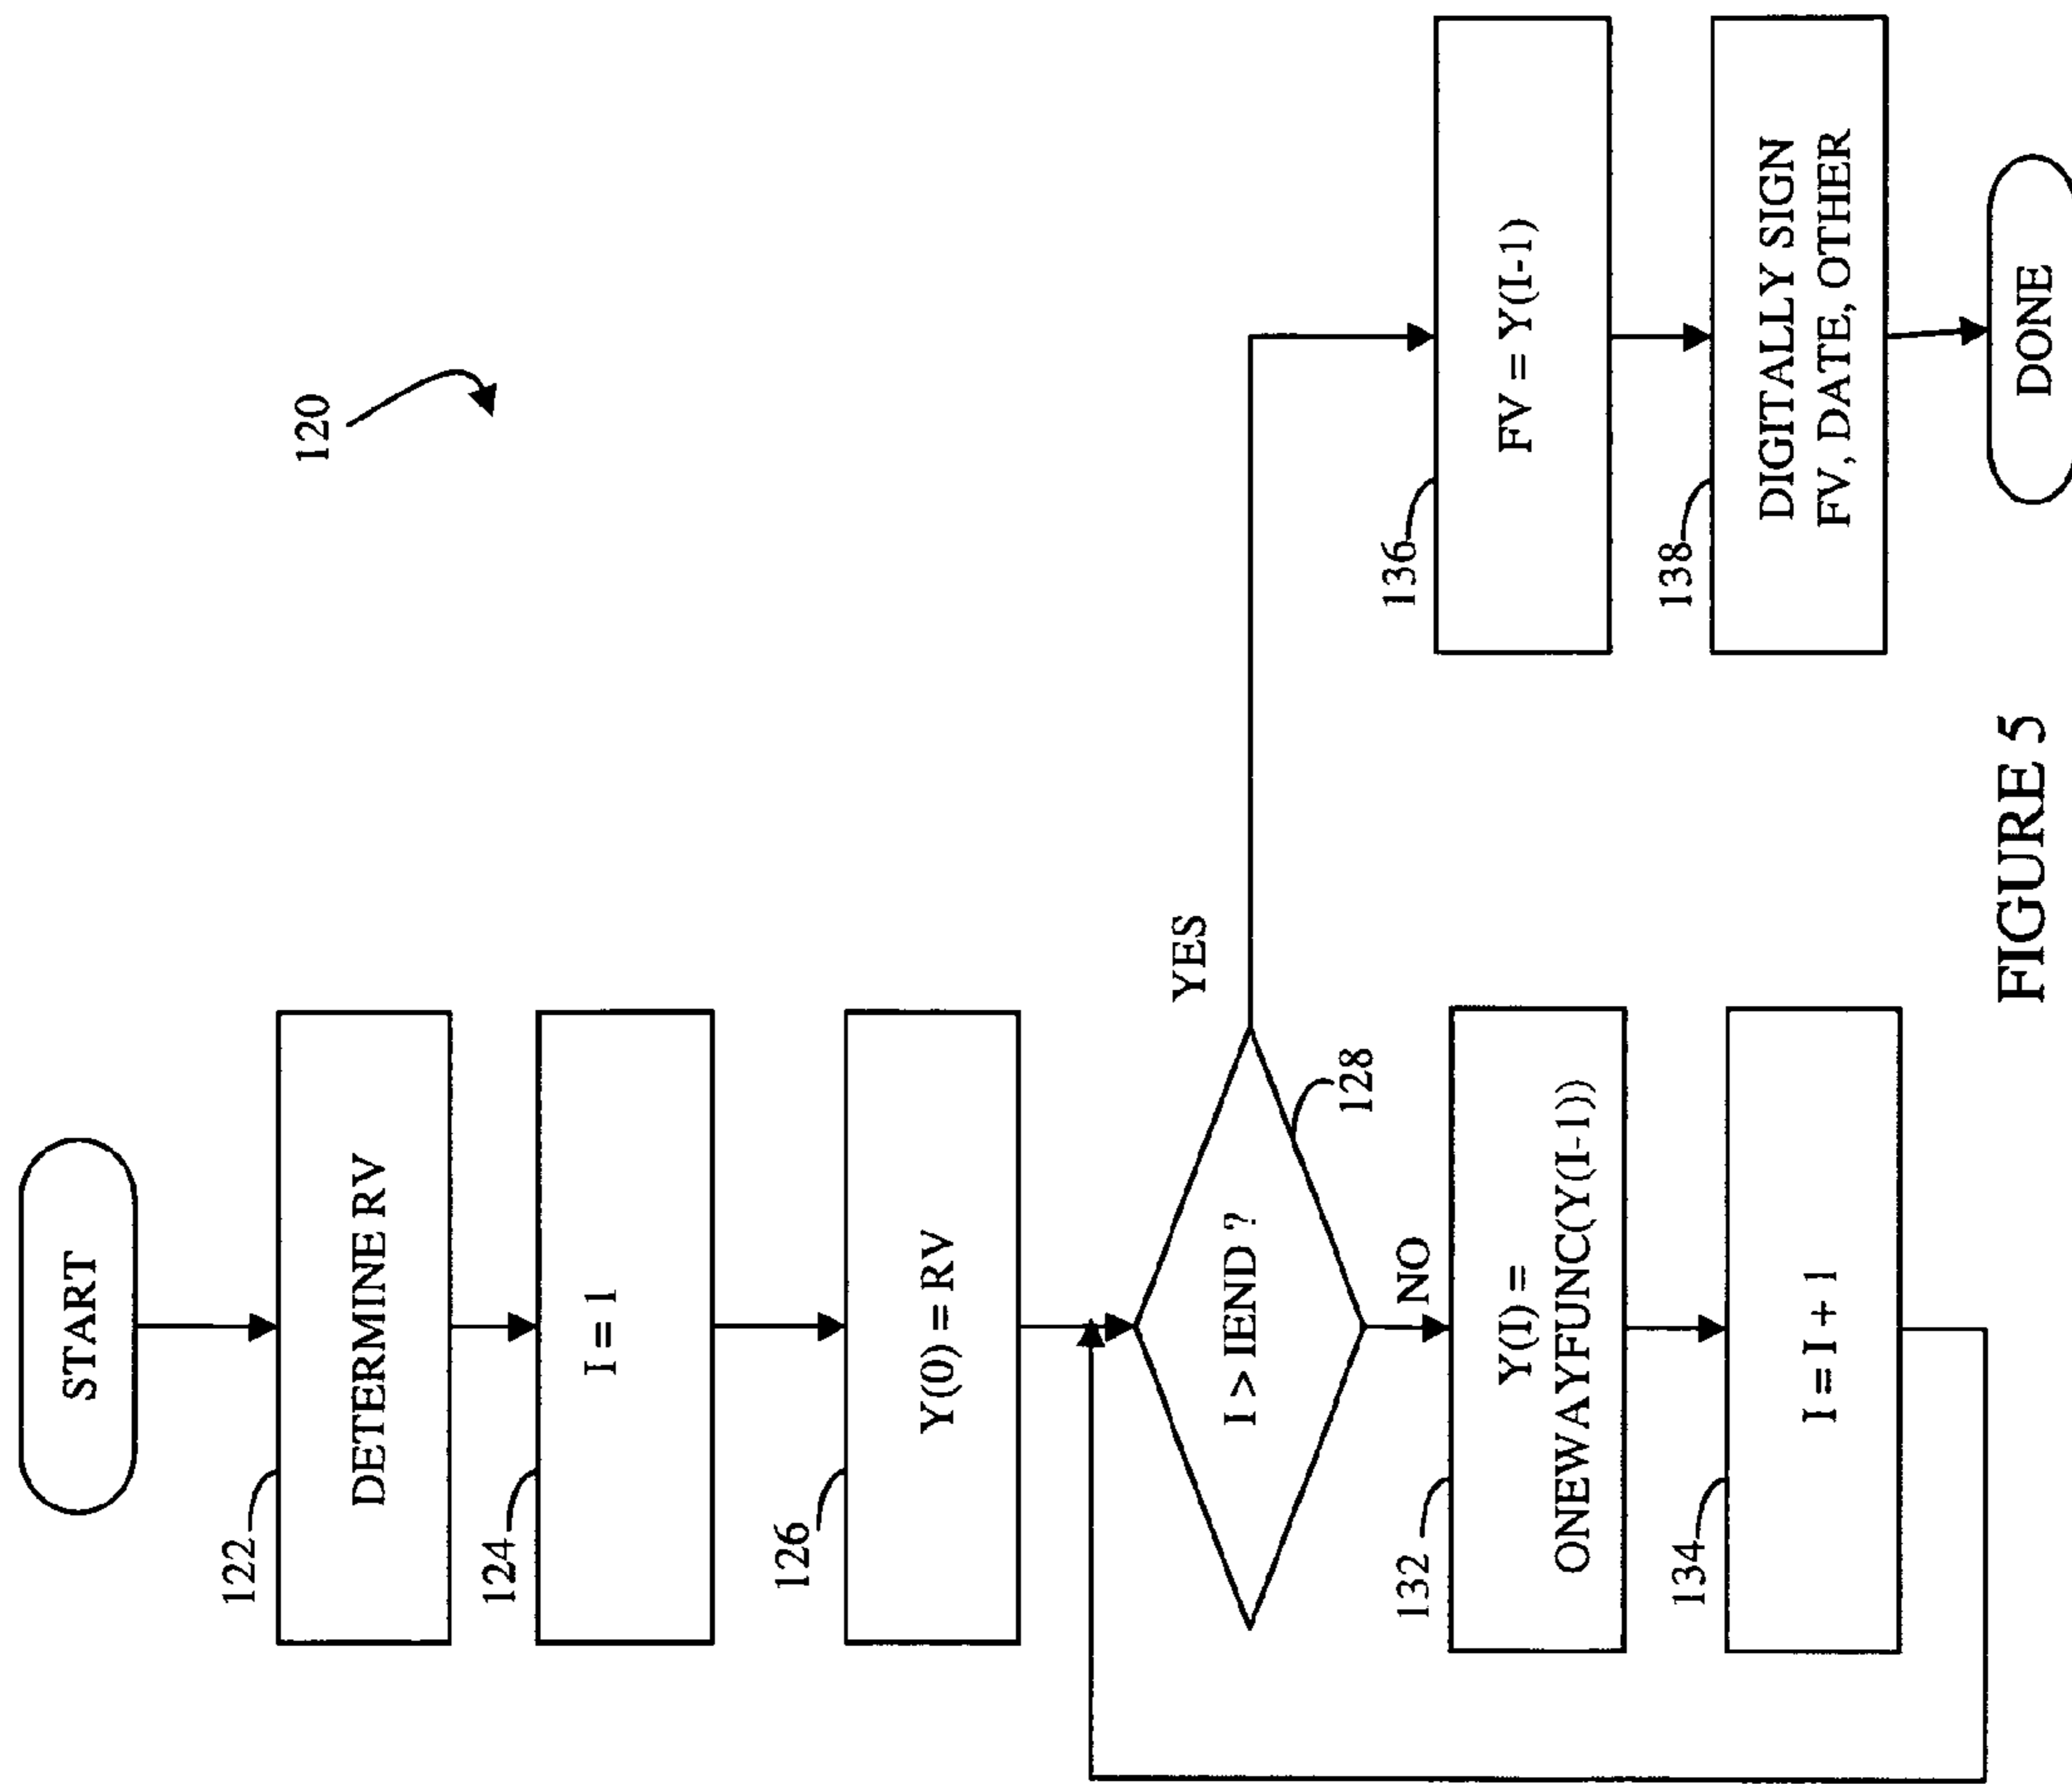 120
START
122
DETERMINE RV
124
I = 1
126
Y(0) = RV
I > IEND ?
128
YES
NO
132
Y(I) =
ONEWAYFUNC(Y(I-1))
134
I = I + 1
136
FV = Y(I-1)
138
DIGITALLY SIGN
FV, DATE, OTHER
DONE
FIGURE 5